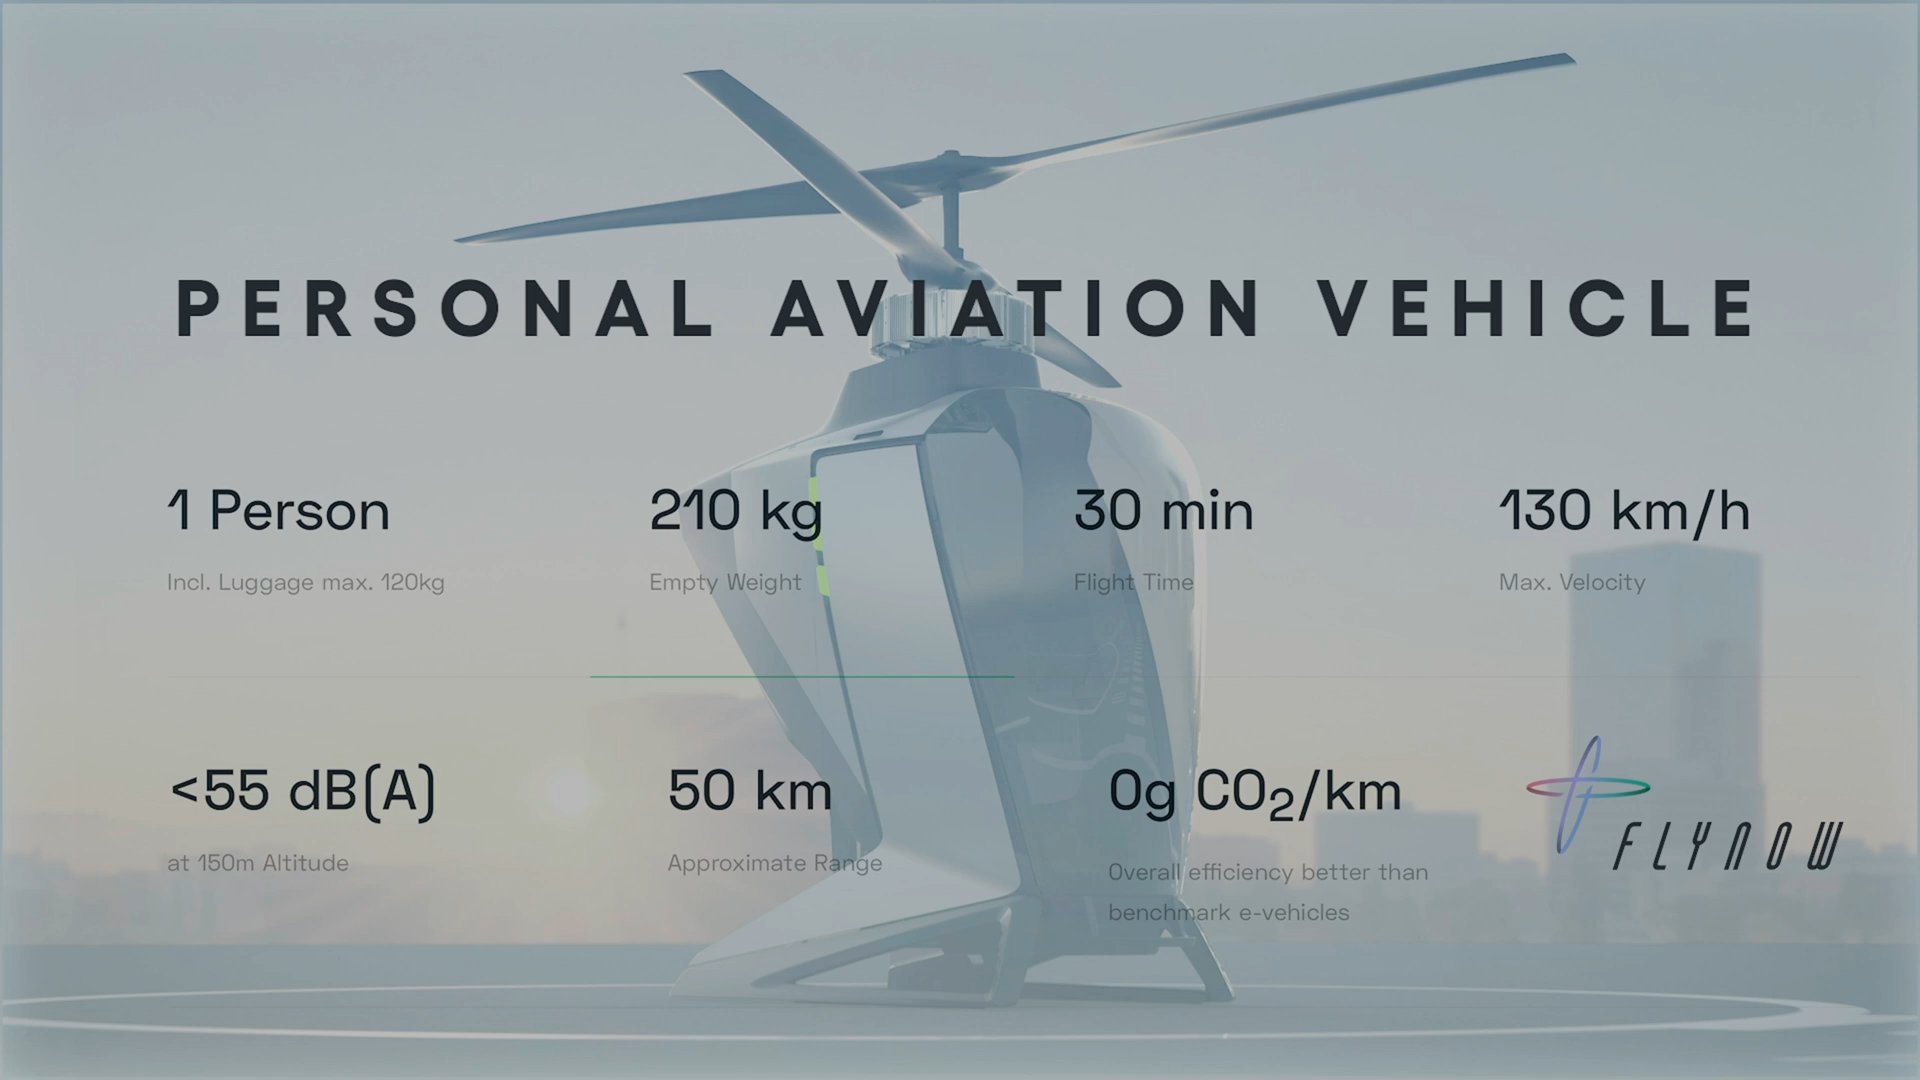 PERSONAL AVIATION VEHICLE
1 Person
Incl. Luggage max. 120kg
210 kg
Empty Weight
30 min
Flight Time
130 km/h
Max. Velocity
<55 dB(A)
at 150m Altitude
50 km
Approximate Range
0g CO₂/km
Overall efficiency better than
benchmark e-vehicles
FLYNOW